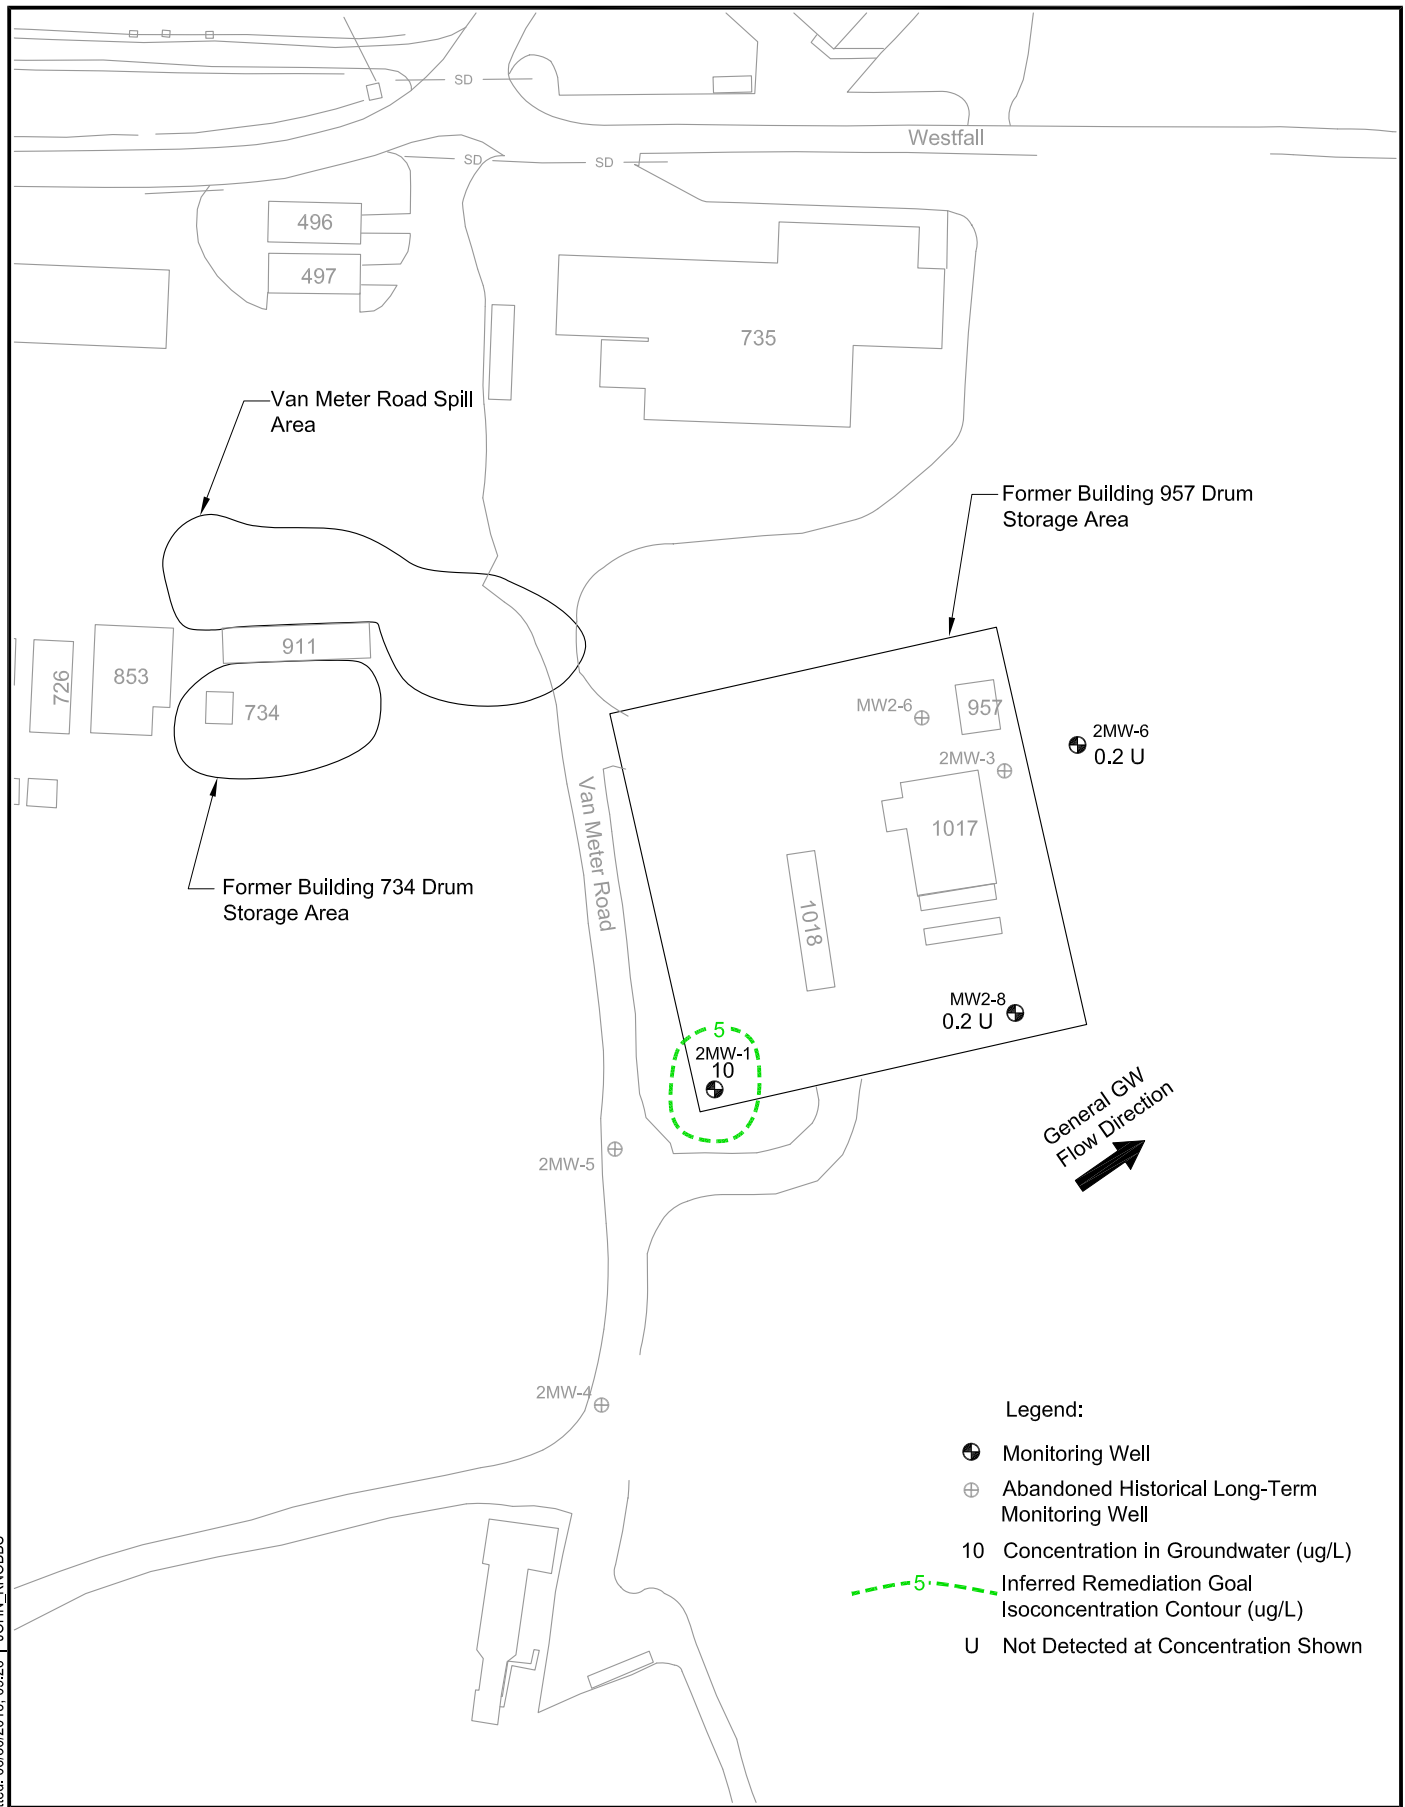 SD
Westfall
SD
SD
496
497
735
Van Meter Road Spill
Area
Former Building 957 Drum
Storage Area
911
853
726
734
957
MW2-6
2MW-6
0.2 U
2MW-3
Van Meter Road
1017
Former Building 734 Drum
Storage Area
1018
MW2-8
0.2 U
5
2MW-1
10
General GW
Flow Direction
2MW-5
2MW-4
Legend:
Monitoring Well
Abandoned Historical Long-Term
Monitoring Well
10 Concentration in Groundwater (ug/L)
5 Inferred Remediation Goal
Isoconcentration Contour (ug/L)
U Not Detected at Concentration Shown